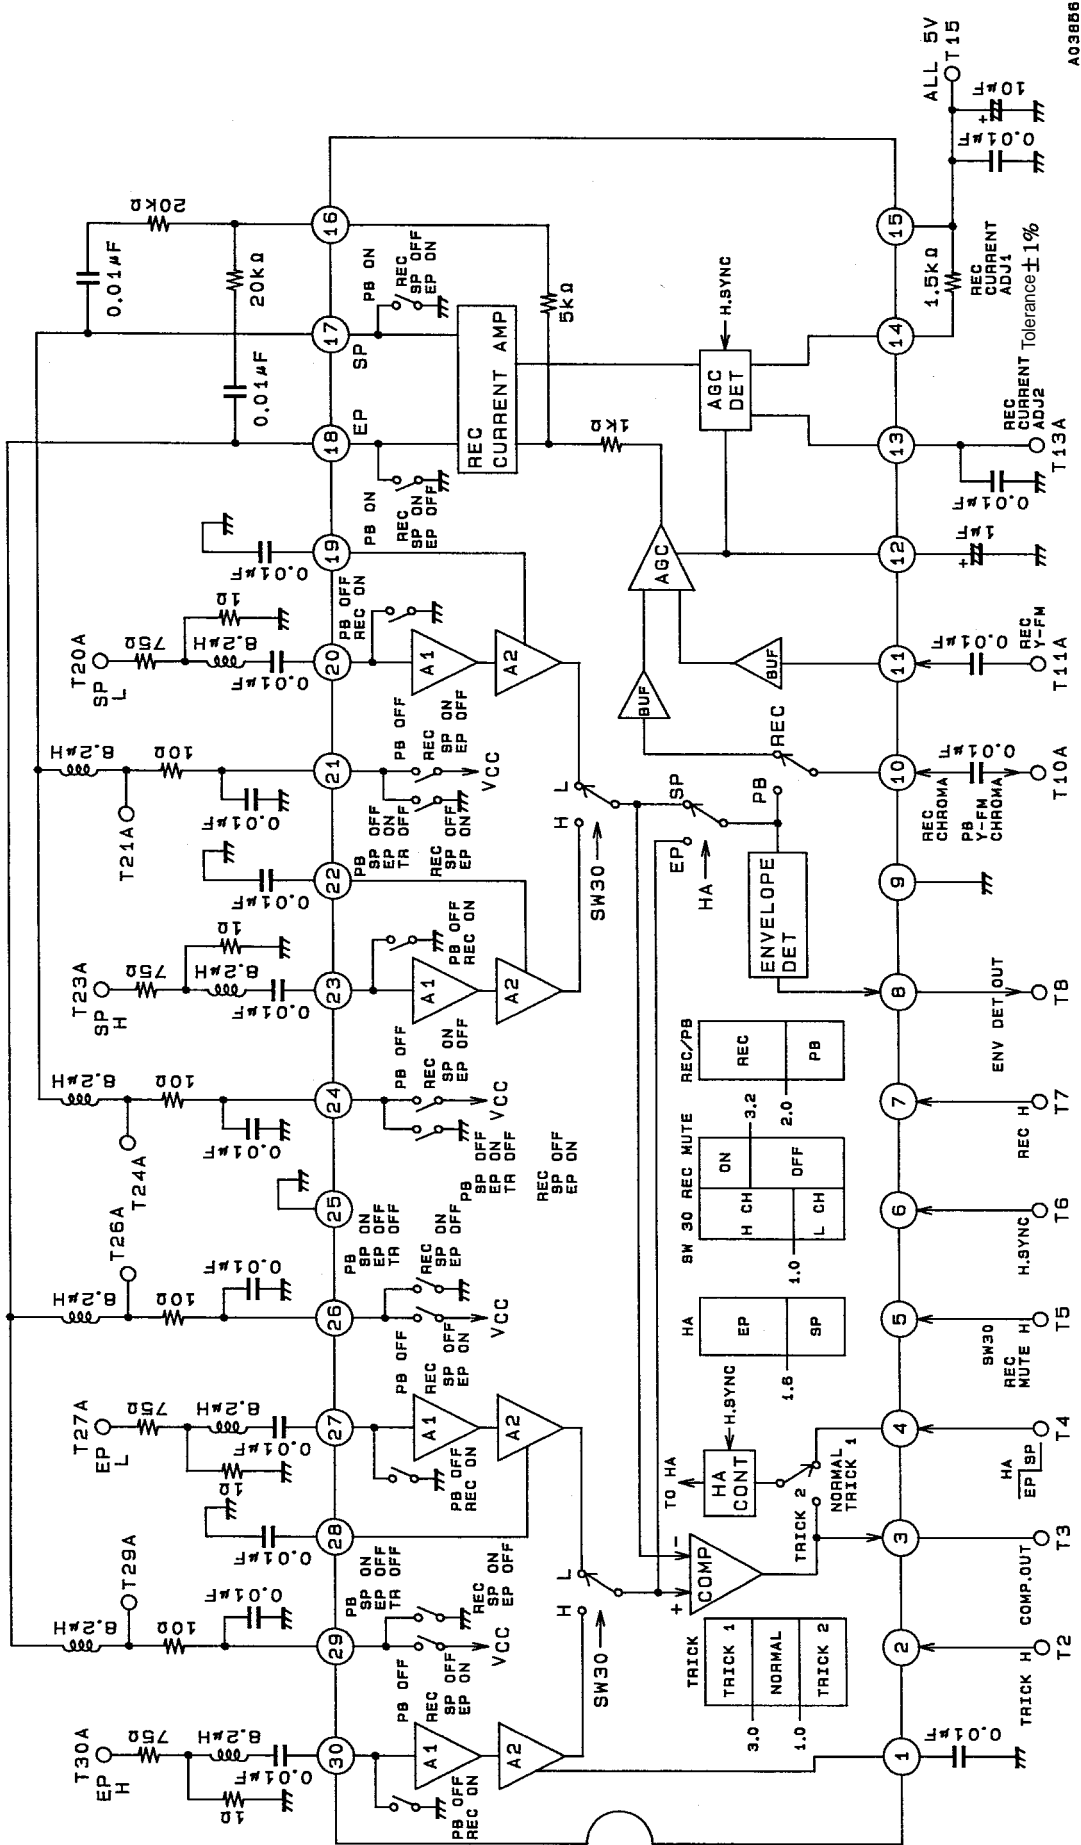 A03856
T30A
EP
H
75Ω
8.2μH
0.01μF
1Ω
30
PB OFF
REC ON
A1
A2
T29A
8.2μH
10Ω
0.01μF
29
PB
SP ON
EP OFF
TR OFF
REC
SP ON
EP OFF
PB OFF
REC
SP OFF
EP ON
VCC
28
0.01μF
T27A
EP
L
75Ω
8.2μH
0.01μF
1Ω
27
PB OFF
REC ON
A1
A2
T26A
8.2μH
10Ω
0.01μF
26
PB
SP ON
EP OFF
TR OFF
REC
SP ON
EP OFF
PB OFF
REC
SP OFF
EP ON
VCC
25
T24A
8.2μH
10Ω
0.01μF
24
PB OFF
REC
SP ON
EP OFF
VCC
PB
SP OFF
EP ON
TR OFF
REC
SP OFF
EP ON
T23A
SP
H
75Ω
8.2μH
0.01μF
1Ω
23
PB OFF
REC ON
A1
A2
22
0.01μF
T21A
8.2μH
10Ω
0.01μF
21
PB OFF
REC
SP ON
EP OFF
VCC
PB
SP OFF
EP ON
TR OFF
REC
SP OFF
EP ON
T20A
SP
L
75Ω
8.2μH
0.01μF
1Ω
20
PB OFF
REC ON
A1
A2
19
0.01μF
18
EP
PB ON
REC
SP ON
EP OFF
17
SP
PB ON
REC
SP OFF
EP ON
0.01μF
20kΩ
0.01μF
20kΩ
16
5kΩ
REC
CURRENT AMP
1kΩ
AGC
AGC
DET
H.SYNC
BUF
BUF
H
L
SW30
H
L
SW30
EP
SP
HA
PB
REC
ENVELOPE
DET
+
-
COMP
TO HA
HA
CONT
H.SYNC
TRICK 2
NORMAL
TRICK 1
TRICK
TRICK 1
NORMAL
TRICK 2
3.0
1.0
HA
EP
SP
1.6
SW 30 REC MUTE
H CH
L CH
ON
OFF
1.0
3.2
REC/PB
REC
PB
2.0
1
0.01μF
2
TRICK H
T2
3
COMP.OUT
T3
4
HA
EP
SP
T4
5
SW30
REC
MUTE H
T5
6
H.SYNC
T6
7
REC H
T7
8
ENV DET OUT
T8
9
10
REC
CHROMA
PB
Y-FM
CHROMA
0.01μF
T10A
11
0.01μF
REC
Y-FM
T11A
12
+
1μF
13
0.01μF
REC
CURRENT
ADJ2
T13A
14
1.5kΩ
REC
CURRENT
ADJ1
Tolerance±1%
15
0.01μF
+
10μF
ALL 5V
T15